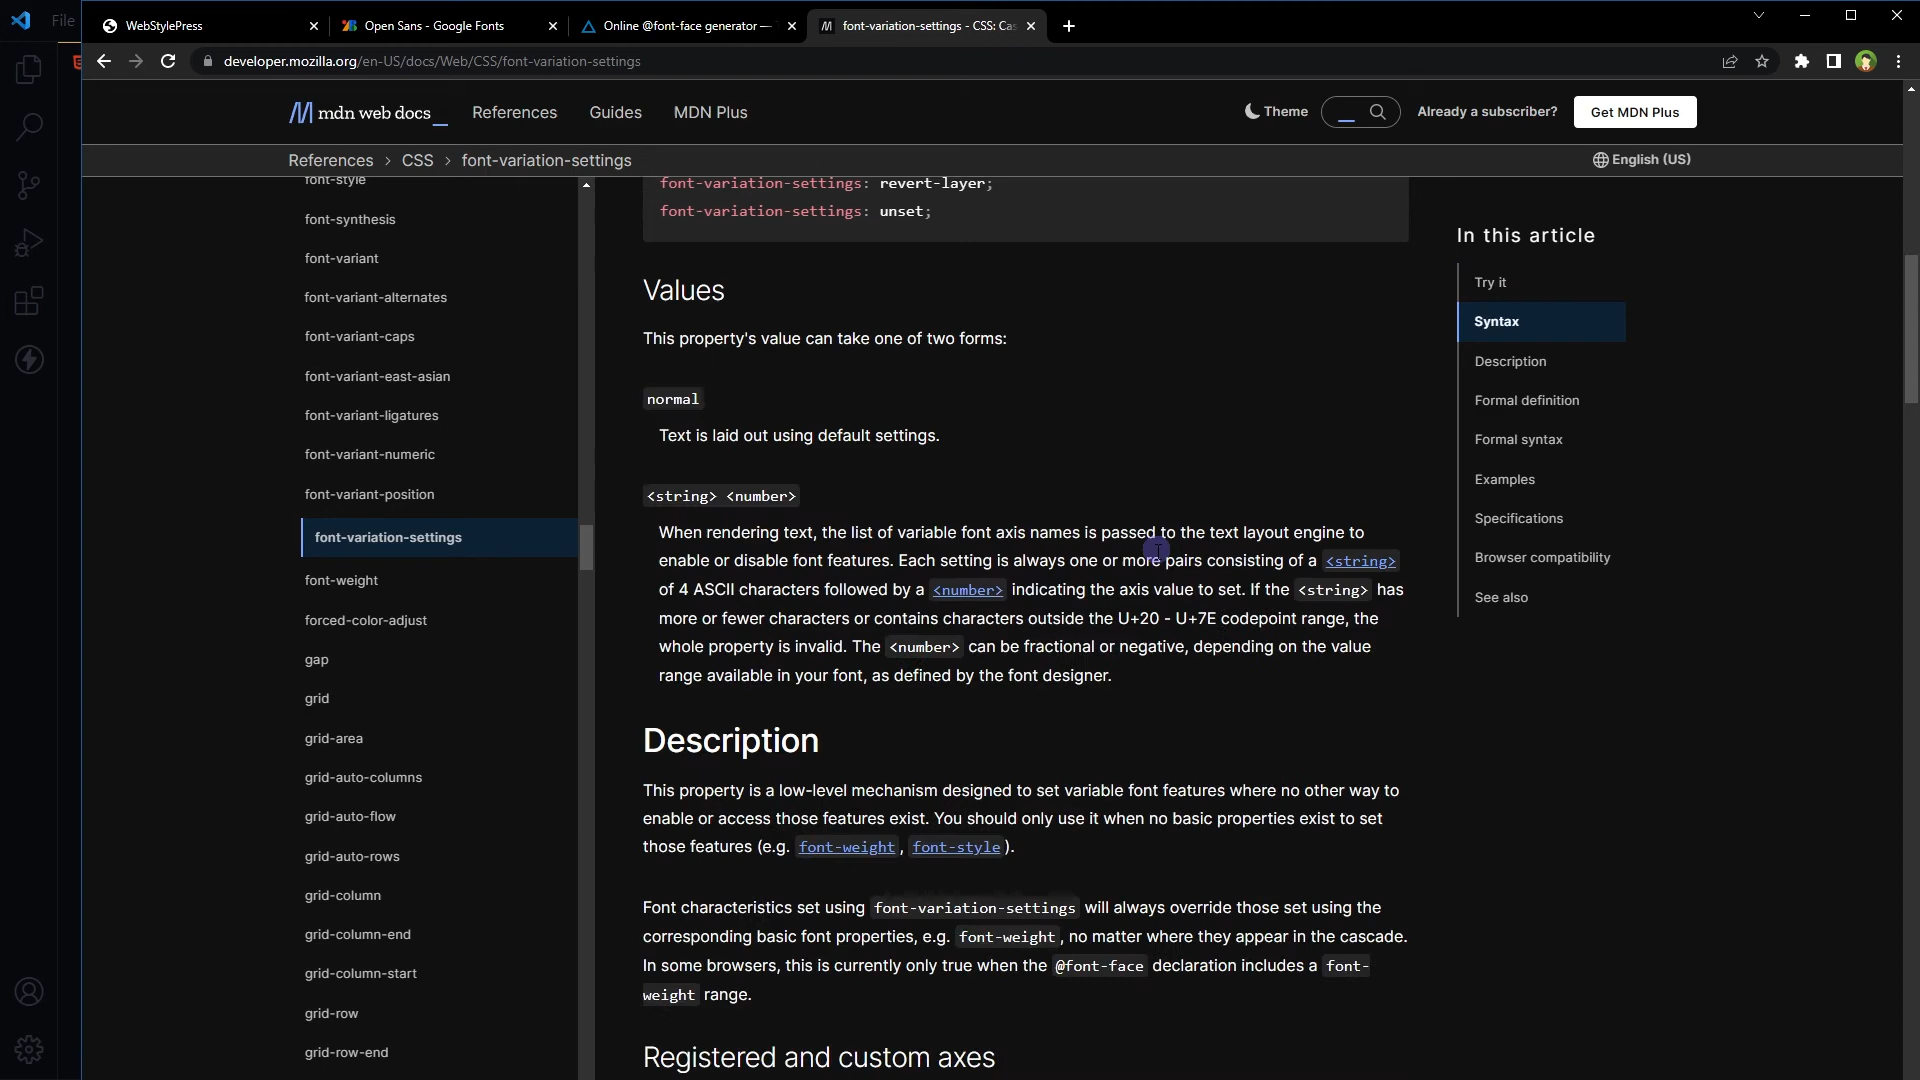 File
WebStylePress
Open Sans - Google Fonts
Online @font-face generator —
font-variation-settings - CSS: Cas
developer.mozilla.org/en-US/docs/Web/CSS/font-variation-settings
mdn web docs_
References
Guides
MDN Plus
Theme
Already a subscriber?
Get MDN Plus
References > CSS > font-variation-settings
English (US)
font-style
font-synthesis
font-variant
font-variant-alternates
font-variant-caps
font-variant-east-asian
font-variant-ligatures
font-variant-numeric
font-variant-position
font-variation-settings
font-weight
forced-color-adjust
gap
grid
grid-area
grid-auto-columns
grid-auto-flow
grid-auto-rows
grid-column
grid-column-end
grid-column-start
grid-row
grid-row-end
font-variation-settings: revert-layer;
font-variation-settings: unset;
Values
This property's value can take one of two forms:
normal
Text is laid out using default settings.
<string> <number>
When rendering text, the list of variable font axis names is passed to the text layout engine to
enable or disable font features. Each setting is always one or more pairs consisting of a <string>
of 4 ASCII characters followed by a <number> indicating the axis value to set. If the <string> has
more or fewer characters or contains characters outside the U+20 - U+7E codepoint range, the
whole property is invalid. The <number> can be fractional or negative, depending on the value
range available in your font, as defined by the font designer.
Description
This property is a low-level mechanism designed to set variable font features where no other way to
enable or access those features exist. You should only use it when no basic properties exist to set
those features (e.g. font-weight, font-style).
Font characteristics set using font-variation-settings will always override those set using the
corresponding basic font properties, e.g. font-weight, no matter where they appear in the cascade.
In some browsers, this is currently only true when the @font-face declaration includes a font-
weight range.
Registered and custom axes
In this article
Try it
Syntax
Description
Formal definition
Formal syntax
Examples
Specifications
Browser compatibility
See also